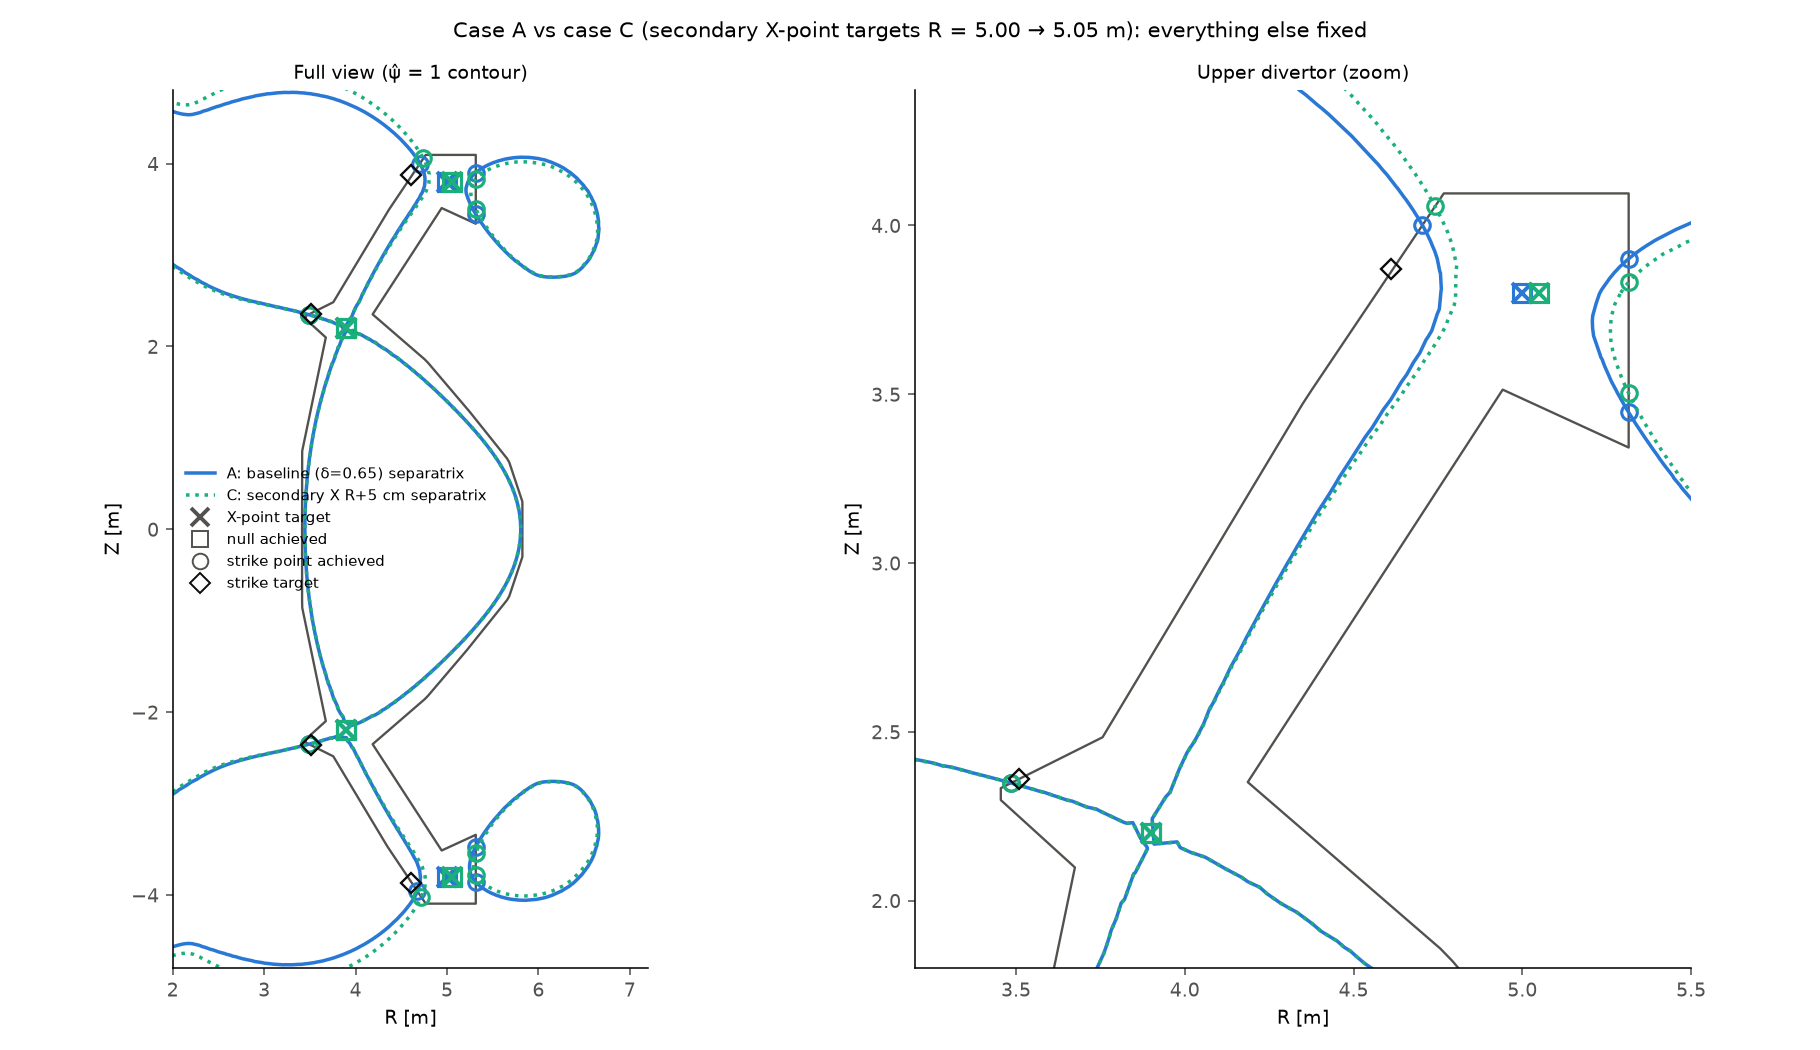 Case A vs case C (secondary X-point targets R = 5.00 → 5.05 m): everything else fixed
Full view (ψ̂ = 1 contour)
4
2
0
−2
−4
Z [m]
2 3 4 5 6 7
R [m]
A: baseline (δ=0.65) separatrix
C: secondary X R+5 cm separatrix
X-point target
null achieved
strike point achieved
strike target
Upper divertor (zoom)
4.0
3.5
3.0
2.5
2.0
Z [m]
3.5 4.0 4.5 5.0 5.5
R [m]